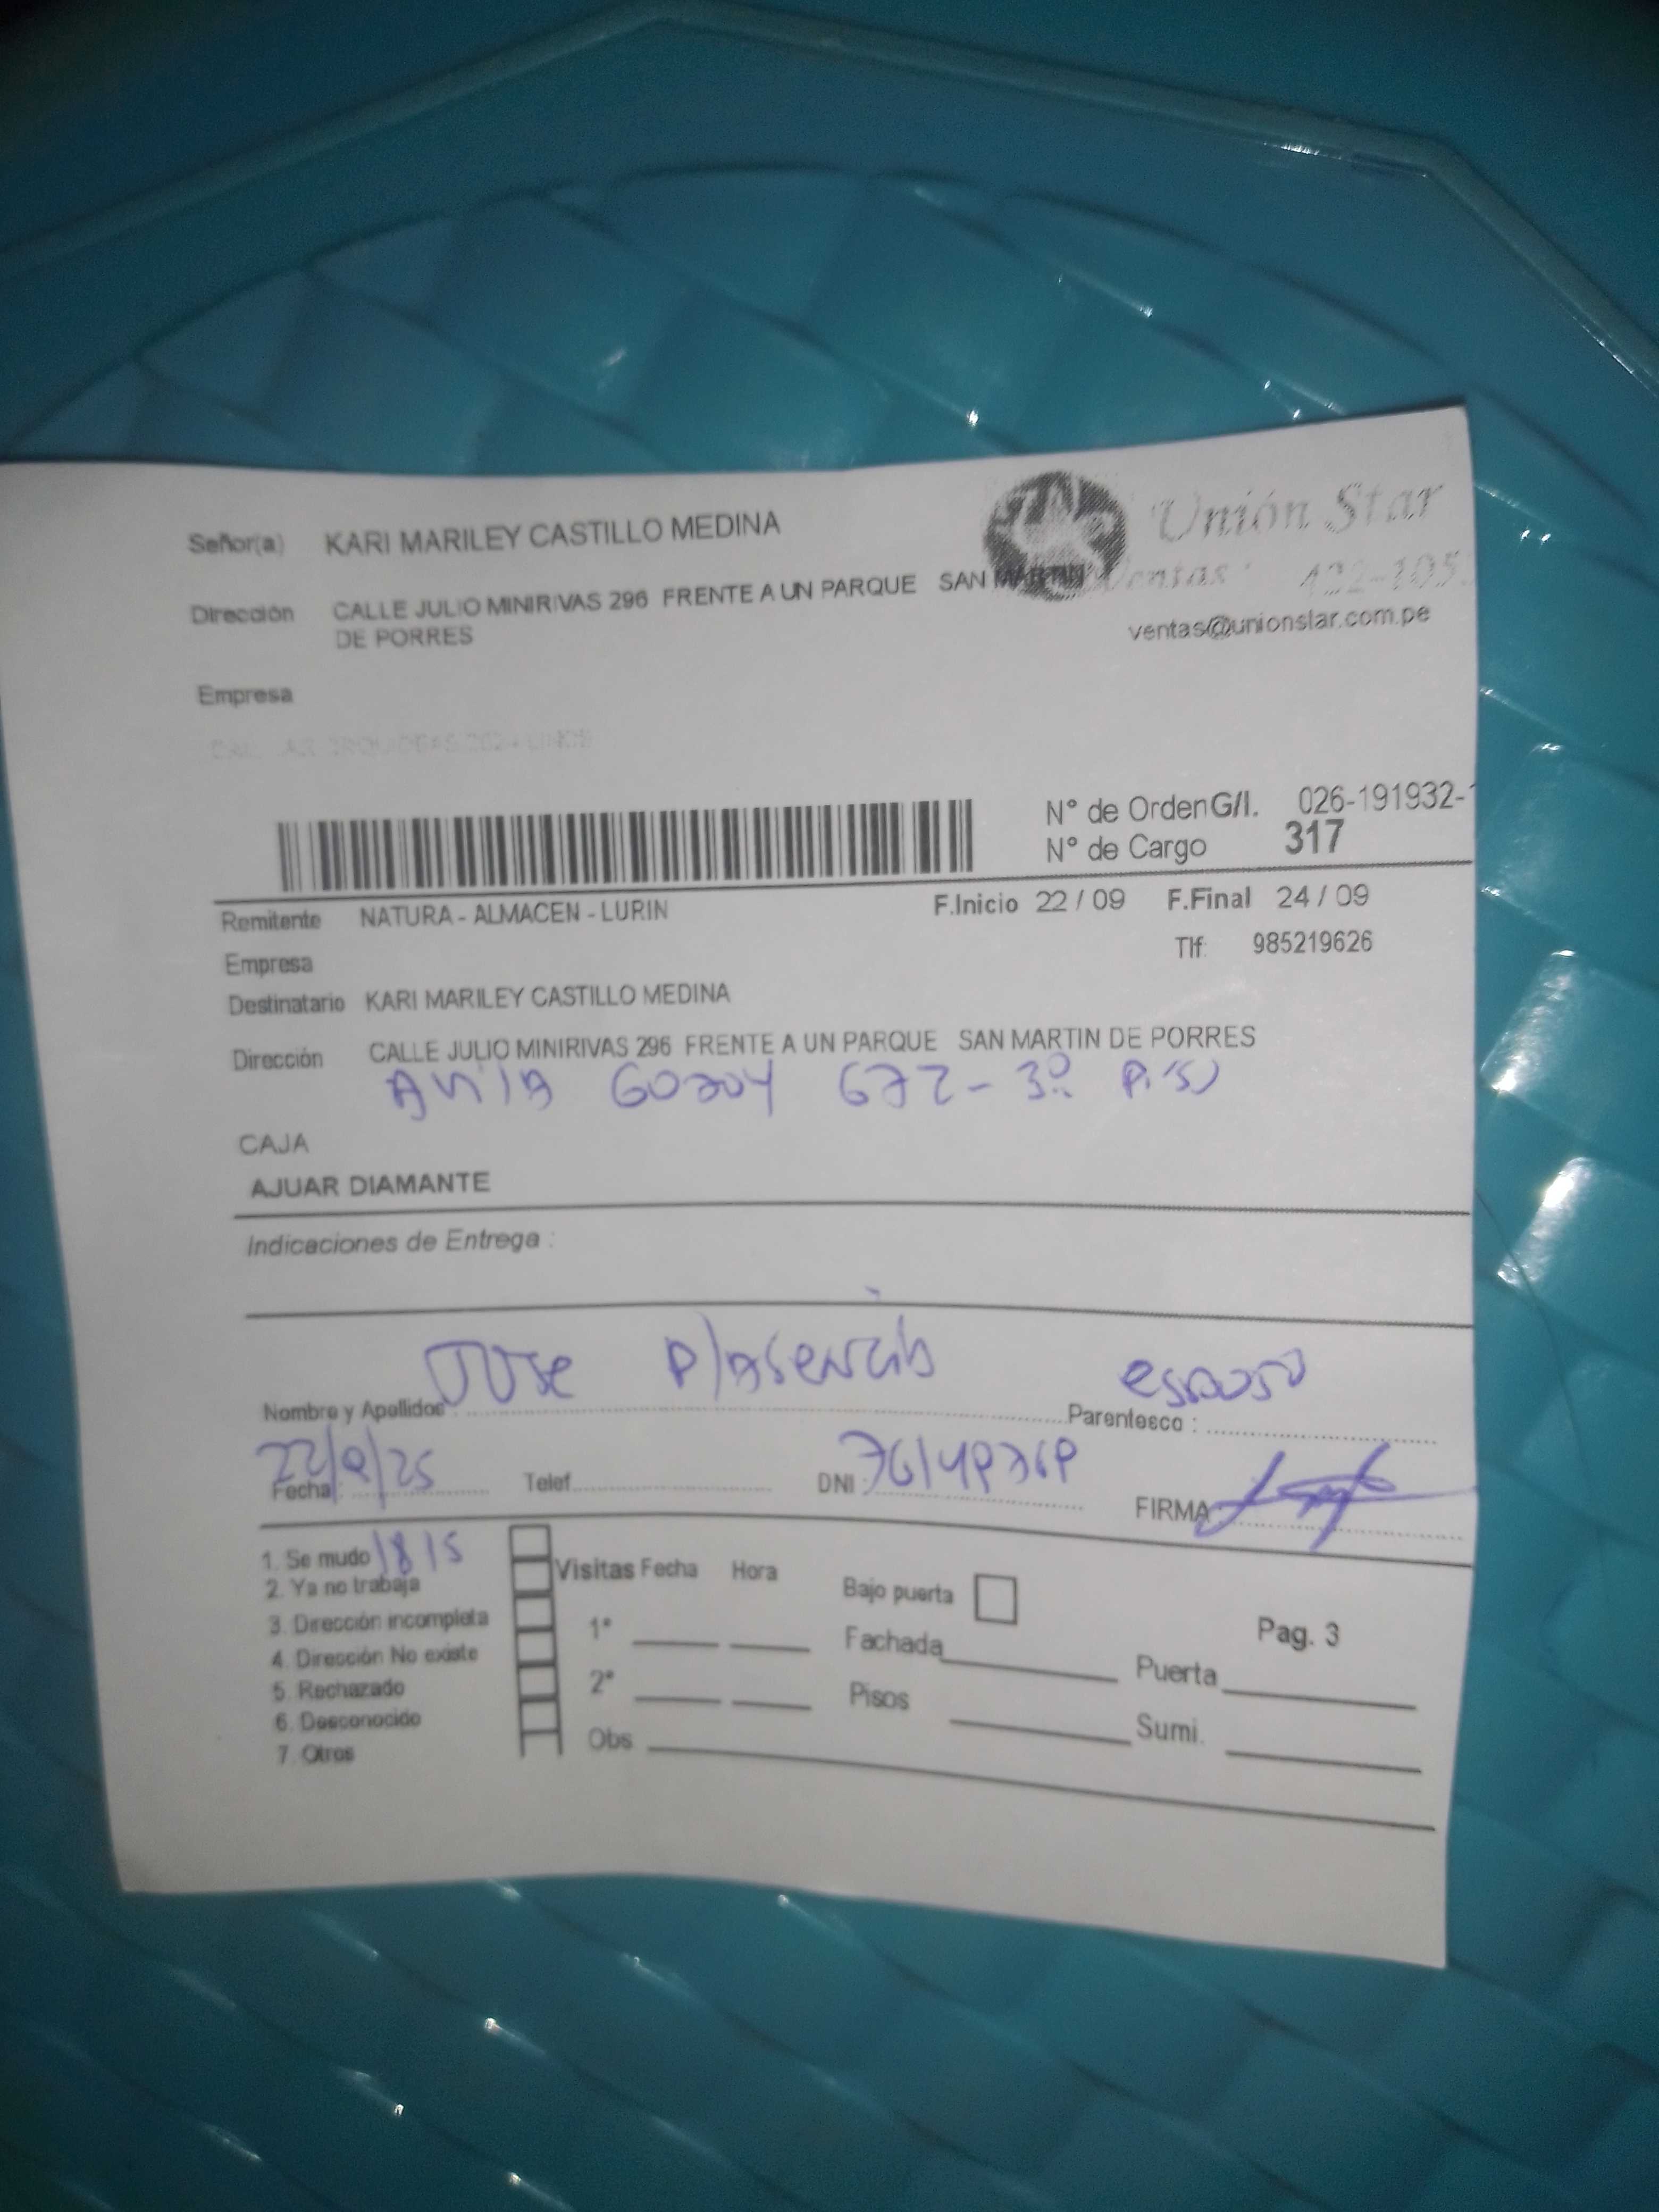 Señor(a) KARI MARILEY CASTILLO MEDINA
Unión Star
Dirección CALLE JULIO MINIRIVAS 296 FRENTE A UN PARQUE SAN MARTIN
Ventas: 422-105
DE PORRES
ventas@unionstar.com.pe
Empresa
N° de Orden G/I. 026-191932-
N° de Cargo 317
Remitente NATURA - ALMACEN - LURIN F.Inicio 22 / 09 F.Final 24 / 09
Empresa Tlf: 985219626
Destinatario KARI MARILEY CASTILLO MEDINA
Dirección CALLE JULIO MINIRIVAS 296 FRENTE A UN PARQUE SAN MARTIN DE PORRES
GODOY 672 - 3º PISO
CAJA
AJUAR DIAMANTE
Indicaciones de Entrega :
Nombre y Apellidos : Jose Plasencia Parentesco : esposo
Fecha : 22/9/25 Telef. DNI : FIRMA
1. Se mudo 1815
2. Ya no trabaja
3. Dirección incompleta
4. Dirección No existe
5. Rechazado
6. Desconocido
7. Otros
Visitas Fecha Hora
1°
2°
Obs
Bajo puerta
Fachada
Pisos
Pag. 3
Puerta
Sumi.